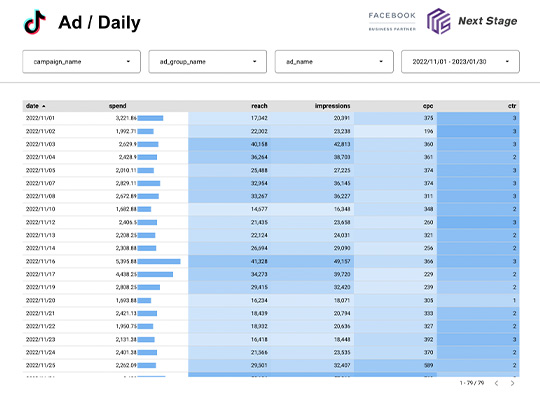 Ad / Daily
FACEBOOK
BUSINESS PARTNER
Next Stage
campaign_name
ad_group_name
ad_name
2022/11/01 - 2023/01/30
date spend reach impressions cpc ctr
2022/11/01 3,221.86 17,342 20,391 375 3
2022/11/02 1,992.71 22,002 23,238 196 3
2022/11/03 2,629.9 40,158 42,813 360 3
2022/11/04 2,428.9 36,264 38,703 361 2
2022/11/05 2,010.11 25,488 27,225 374 3
2022/11/07 2,829.11 32,954 36,145 374 3
2022/11/08 2,672.89 33,267 36,227 311 3
2022/11/10 1,682.88 14,677 16,348 348 2
2022/11/12 2,406.5 21,435 23,658 260 3
2022/11/13 2,208.25 22,124 24,031 321 2
2022/11/14 2,308.88 26,694 29,090 256 2
2022/11/16 5,395.88 41,328 49,157 366 3
2022/11/17 4,438.25 34,273 39,720 229 2
2022/11/19 2,808.25 29,415 32,420 239 2
2022/11/20 1,693.88 16,234 18,071 305 1
2022/11/21 2,421.13 18,439 20,794 333 2
2022/11/22 1,950.75 18,932 20,636 327 2
2022/11/23 2,131.38 16,418 18,448 392 3
2022/11/24 2,401.38 21,566 23,535 370 2
2022/11/25 2,262.09 29,501 32,407 589 2
1 - 79 / 79